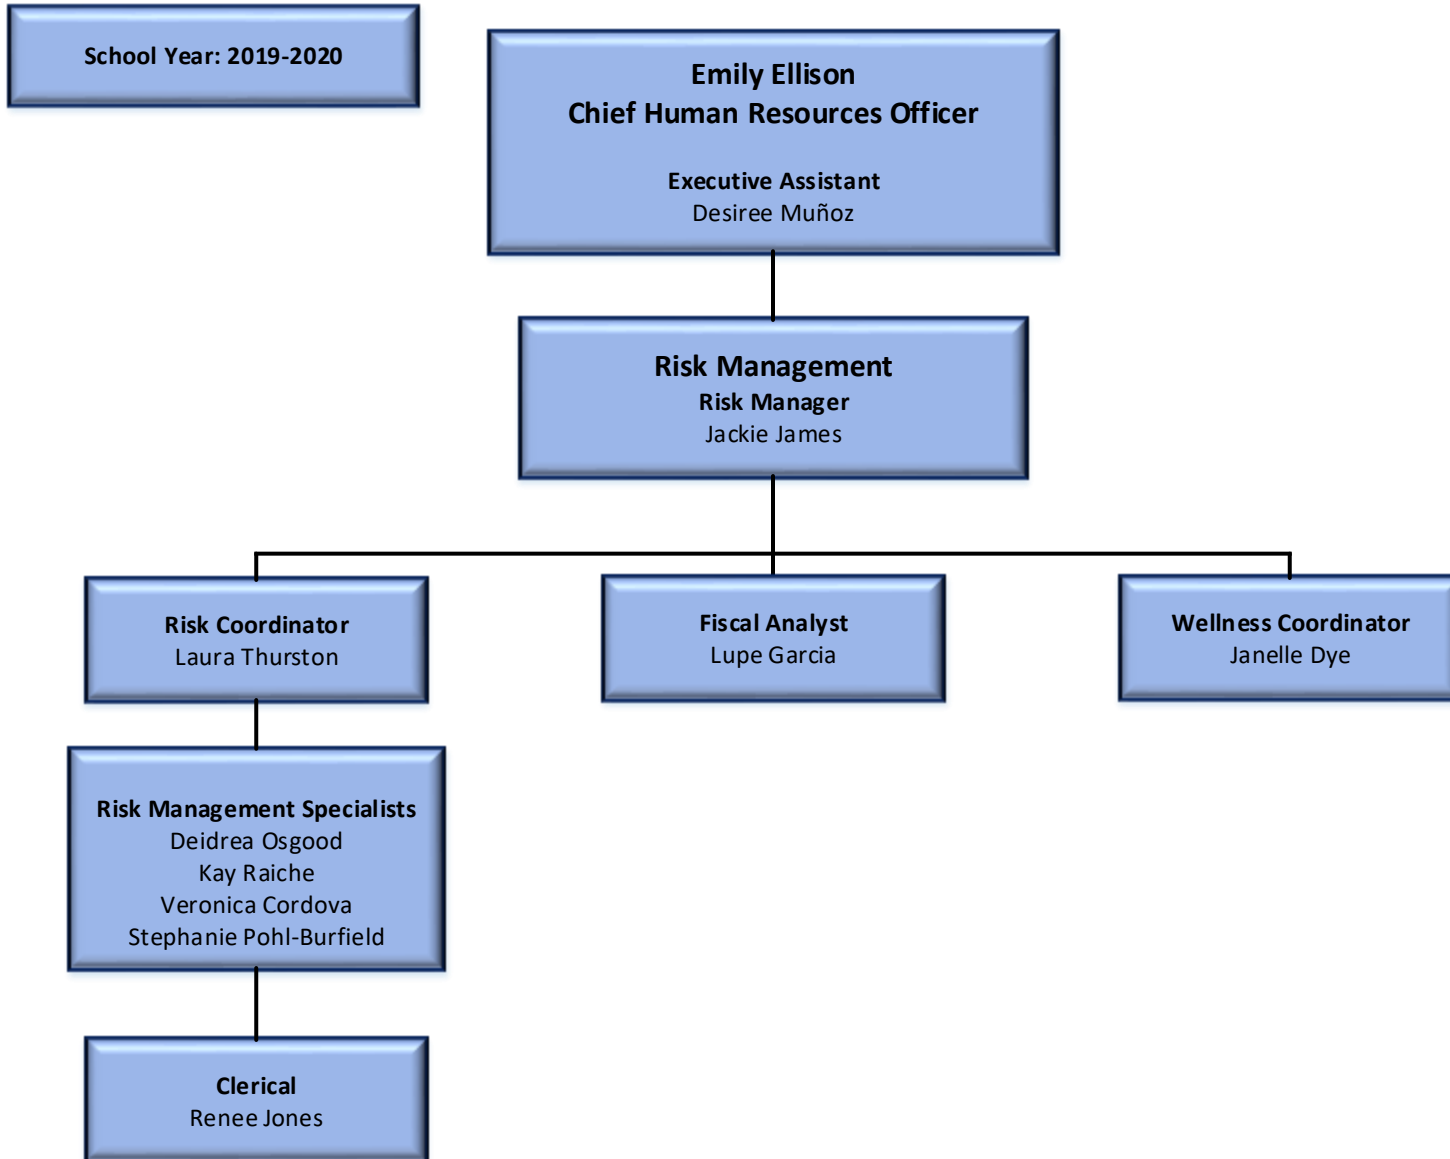 School Year: 2019-2020
Emily Ellison
Chief Human Resources Officer
Executive Assistant
Desiree Muñoz
Risk Management
Risk Manager
Jackie James
Risk Coordinator
Laura Thurston
Fiscal Analyst
Lupe Garcia
Wellness Coordinator
Janelle Dye
Risk Management Specialists
Deidrea Osgood
Kay Raiche
Veronica Cordova
Stephanie Pohl-Burfield
Clerical
Renee Jones